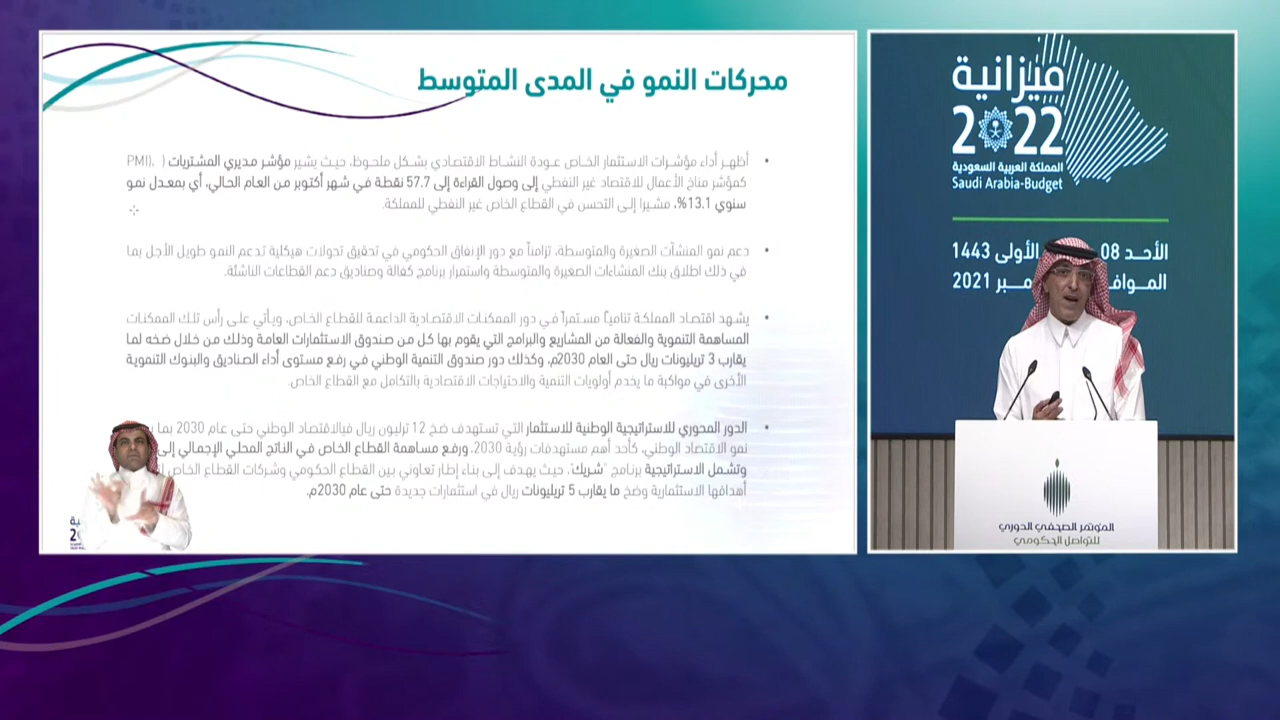 محركات النمو في المدى المتوسط
• أظهر أداء مؤشرات الاستثمار الخاص عودة النشاط الاقتصادي بشكل ملحوظ، حيث يشير مؤشر مديري المشتريات ( ،PMI)
كمؤشر مناخ الأعمال للاقتصاد غير النفطي إلى وصول القراءة إلى 57.7 نقطة في شهر أكتوبر من العام الحالي، أي بمعدل نمو
سنوي 13.1%، مشيرا إلى التحسن في القطاع الخاص غير النفطي للمملكة.
• دعم نمو المنشآت الصغيرة والمتوسطة، تزامناً مع دور الإنفاق الحكومي في تحقيق تحولات هيكلية تدعم النمو طويل الأجل بما
في ذلك اطلاق بنك المنشاءات الصغيرة والمتوسطة واستمرار برنامج كفالة وصناديق دعم القطاعات الناشئة.
• يشهد اقتصاد المملكة تناميًا مستمراً في دور الممكنات الاقتصادية الداعمة للقطاع الخاص، ويأتي على رأس تلك الممكنات
المساهمة التنموية والفعالة من المشاريع والبرامج التي يقوم بها كل من صندوق الاستثمارات العامة وذلك من خلال ضخه لما
يقارب 3 تريليونات ريال حتى العام 2030م، وكذلك دور صندوق التنمية الوطني في رفع مستوى أداء الصناديق والبنوك التنموية
الأخرى في مواكبة ما يخدم أولويات التنمية والاحتياجات الاقتصادية بالتكامل مع القطاع الخاص.
• الدور المحوري للاستراتيجية الوطنية للاستثمار التي تستهدف ضخ 12 ترليون ريال فيالاقتصاد الوطني حتى عام 2030 بما
نمو الاقتصاد الوطني، كأحد أهم مستهدفات رؤية 2030، ورفع مساهمة القطاع الخاص في الناتج المحلي الإجمالي إلى
وتشمل الاستراتيجية برنامج "شريك"، حيث يهدف إلى بناء إطار تعاوني بين القطاع الحكومي وشركات القطاع الخاص
أهدافها الاستثمارية وضخ ما يقارب 5 تريليونات ريال في استثمارات جديدة حتى عام 2030م.
ميزانية
2022
المملكة العربية السعودية
Saudi Arabia-Budget
الأحد 08 الأولى 1443
الموافـ مبر 2021
المؤتمر الصحفي الدوري
للتواصل الحكومي